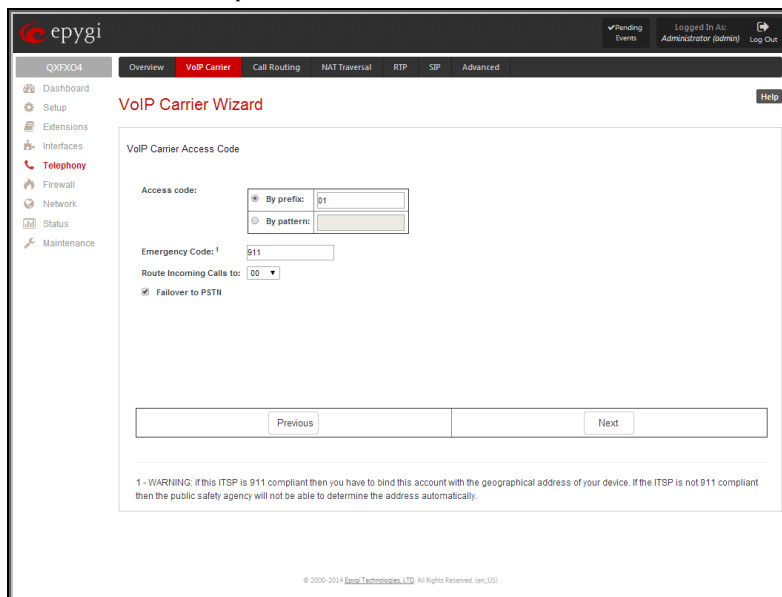 epygi
Pending
Events
Logged In As:
Administrator (admin)
Log Out
QXFXO4
Overview VoIP Carrier Call Routing NAT Traversal RTP SIP Advanced
Dashboard
Setup
Extensions
Interfaces
Telephony
Firewall
Network
Status
Maintenance
VoIP Carrier Wizard
Help
VoIP Carrier Access Code
Access code:
By prefix: 01
By pattern:
Emergency Code: 1 911
Route Incoming Calls to: 00
Failover to PSTN
Previous Next
1 - WARNING: if this ITSP is 911 compliant then you have to bind this account with the geographical address of your device. If the ITSP is not 911 compliant
then the public safety agency will not be able to determine the address automatically.
© 2000-2014 Epygi Technologies, LTD. All Rights Reserved. (en_US)